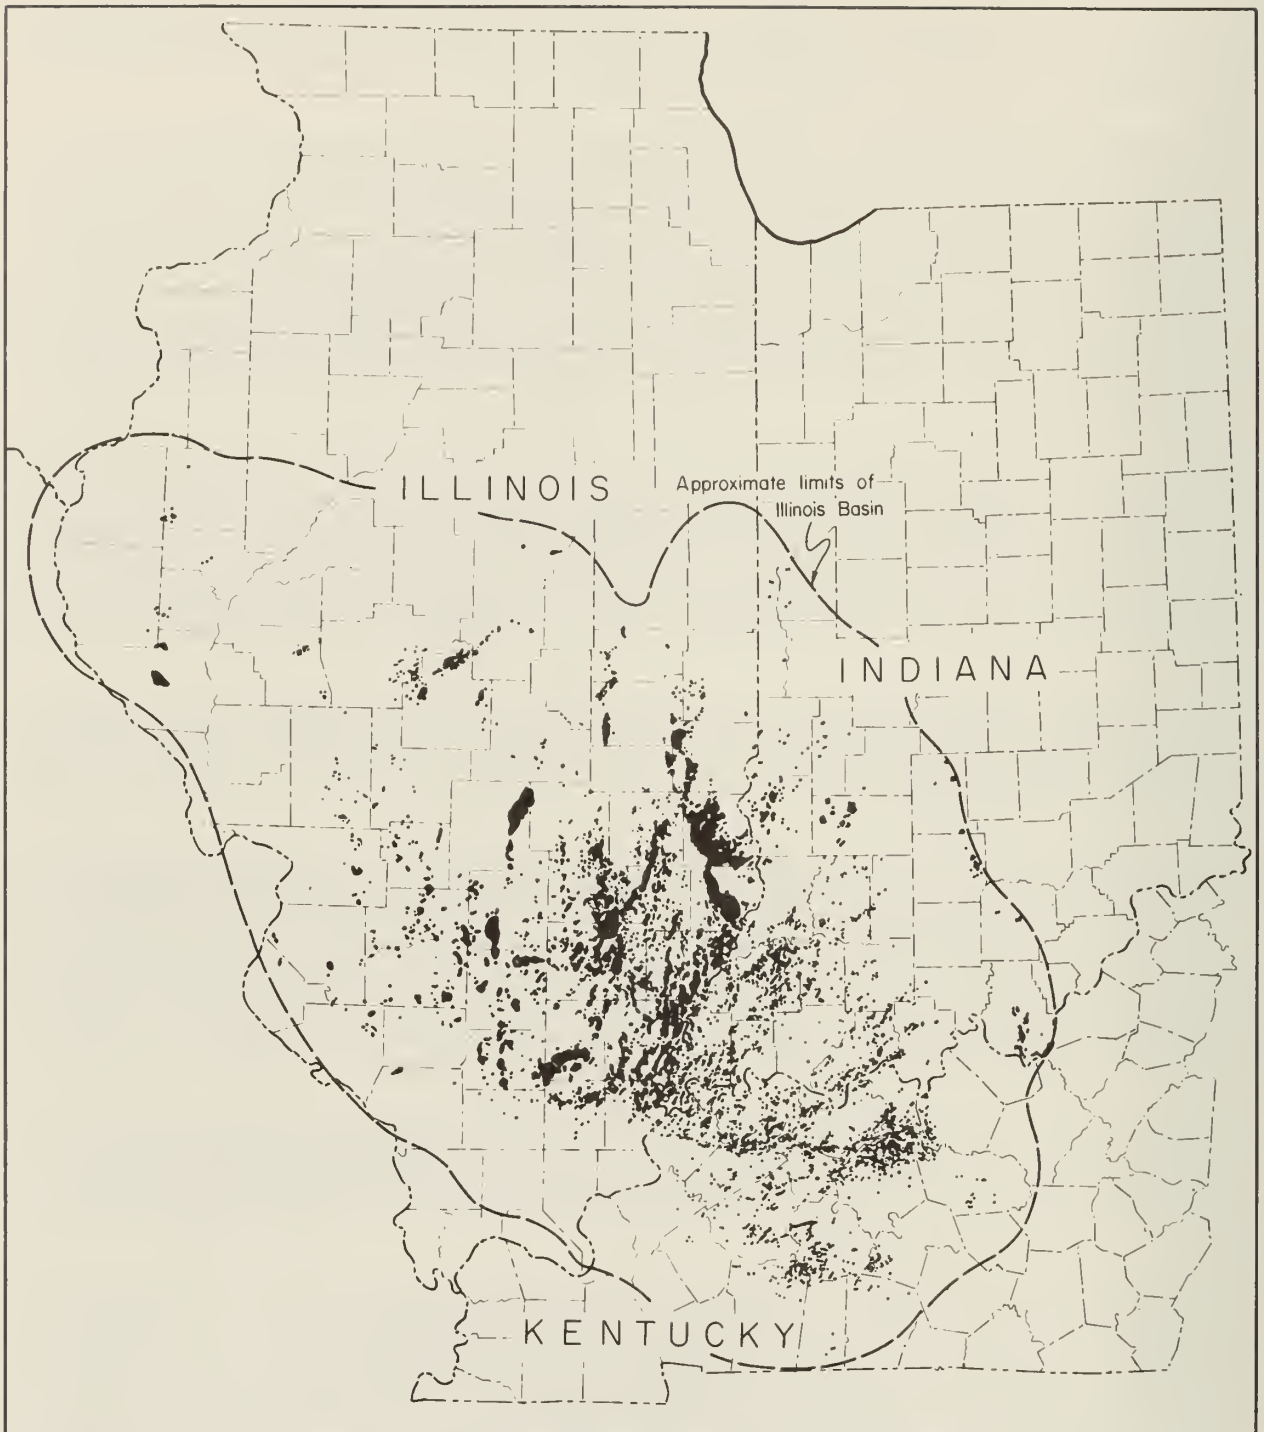 ILLINOIS
Approximate limits of
Illinois Basin
INDIANA
KENTUCKY